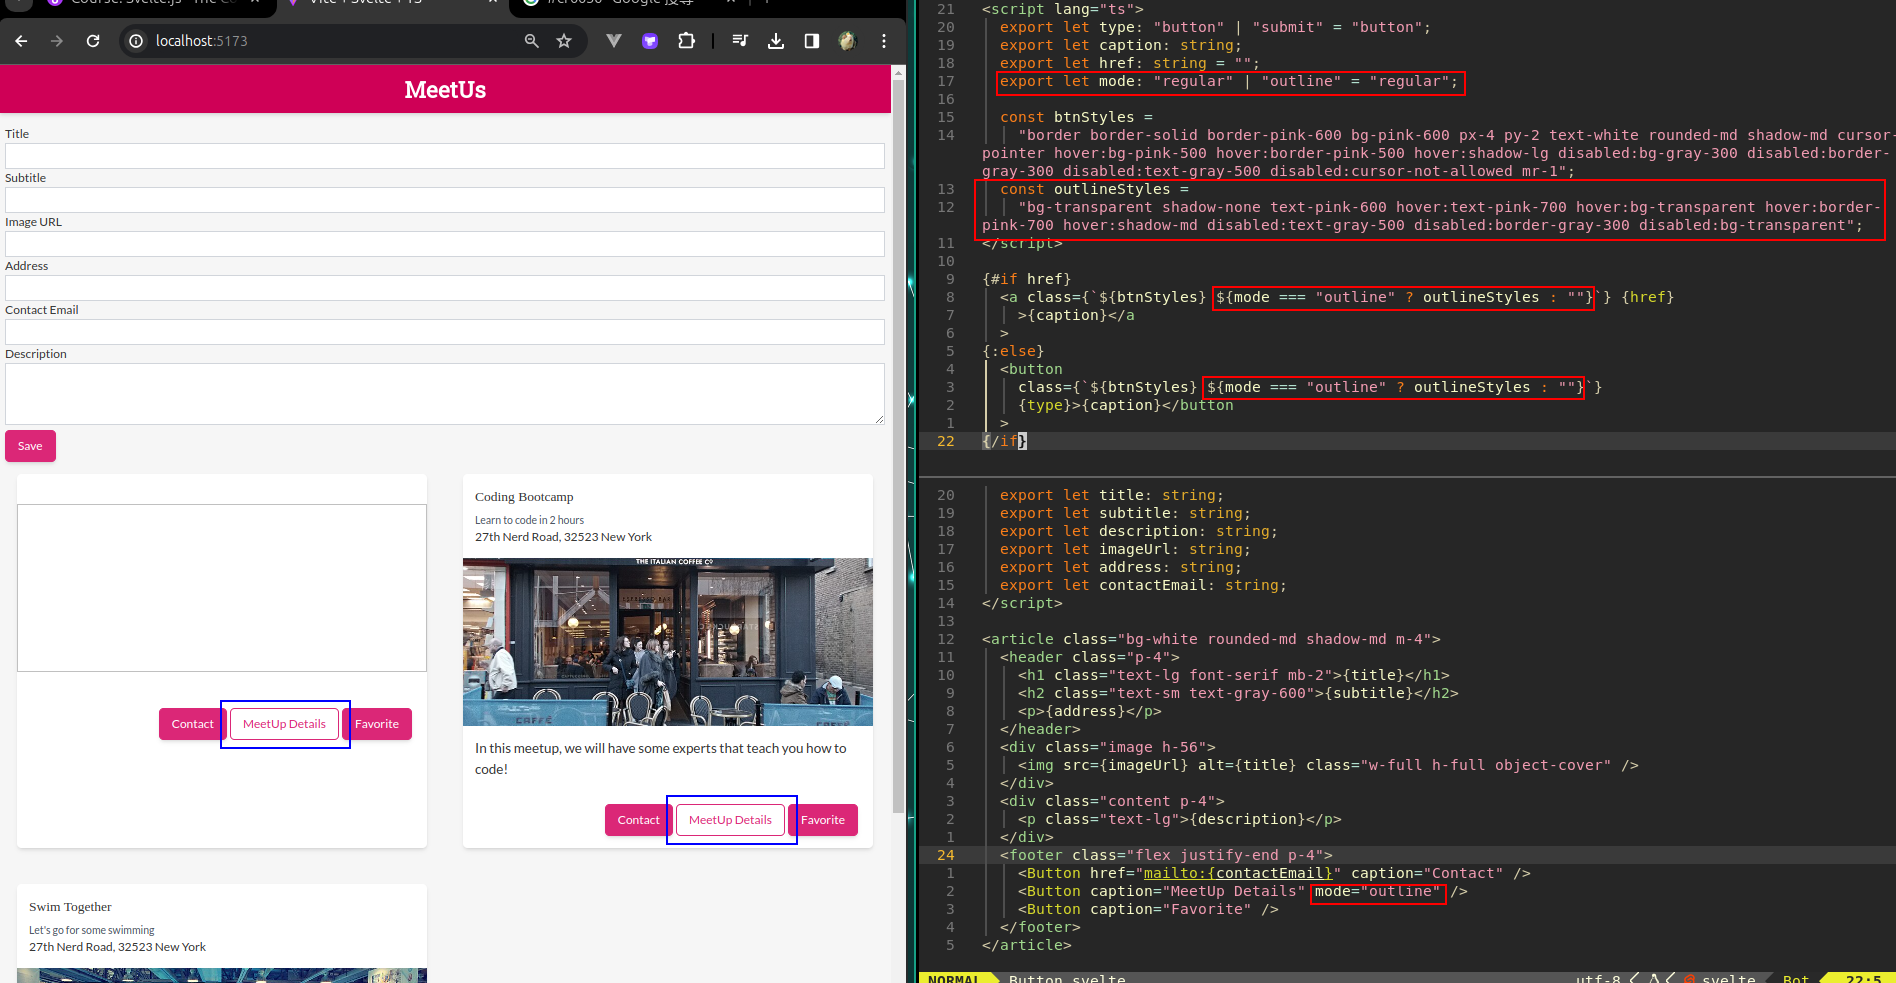 Course: Svelte.js - The Co
Vite + Svelte + TS
localhost:5173
MeetUs
Title
Subtitle
Image URL
Address
Contact Email
Description
Save
Contact
MeetUp Details
Favorite
Coding Bootcamp
Learn to code in 2 hours
27th Nerd Road, 32523 New York
THE ITALIAN COFFEE Co
ESPRESSO BAR
CAFFÈ
CAFFÈ
In this meetup, we will have some experts that teach you how to
code!
Contact
MeetUp Details
Favorite
Swim Together
Let's go for some swimming
27th Nerd Road, 32523 New York
21 <script lang="ts">
20 export let type: "button" | "submit" = "button";
19 export let caption: string;
18 export let href: string = "";
17 export let mode: "regular" | "outline" = "regular";
16
15 const btnStyles =
14 "border border-solid border-pink-600 bg-pink-600 px-4 py-2 text-white rounded-md shadow-md cursor-
pointer hover:bg-pink-500 hover:border-pink-500 hover:shadow-lg disabled:bg-gray-300 disabled:border-
gray-300 disabled:text-gray-500 disabled:cursor-not-allowed mr-1";
13 const outlineStyles =
12 "bg-transparent shadow-none text-pink-600 hover:text-pink-700 hover:bg-transparent hover:border-
pink-700 hover:shadow-md disabled:text-gray-500 disabled:border-gray-300 disabled:bg-transparent";
11 </script>
10
9 {#if href}
8 <a class={`${btnStyles} ${mode === "outline" ? outlineStyles : ""}`} {href}
7 >{caption}</a
6 >
5 {:else}
4 <button
3 class={`${btnStyles} ${mode === "outline" ? outlineStyles : ""}`}
2 {type}>{caption}</button
1 >
22 {/if}
20 export let title: string;
19 export let subtitle: string;
18 export let description: string;
17 export let imageUrl: string;
16 export let address: string;
15 export let contactEmail: string;
14 </script>
13
12 <article class="bg-white rounded-md shadow-md m-4">
11 <header class="p-4">
10 <h1 class="text-lg font-serif mb-2">{title}</h1>
9 <h2 class="text-sm text-gray-600">{subtitle}</h2>
8 <p>{address}</p>
7 </header>
6 <div class="image h-56">
5 <img src={imageUrl} alt={title} class="w-full h-full object-cover" />
4 </div>
3 <div class="content p-4">
2 <p class="text-lg">{description}</p>
1 </div>
24 <footer class="flex justify-end p-4">
1 <Button href="mailto:{contactEmail}" caption="Contact" />
2 <Button caption="MeetUp Details" mode="outline" />
3 <Button caption="Favorite" />
4 </footer>
5 </article>
NORMAL Button.svelte utf-8 svelte Bot 22:5